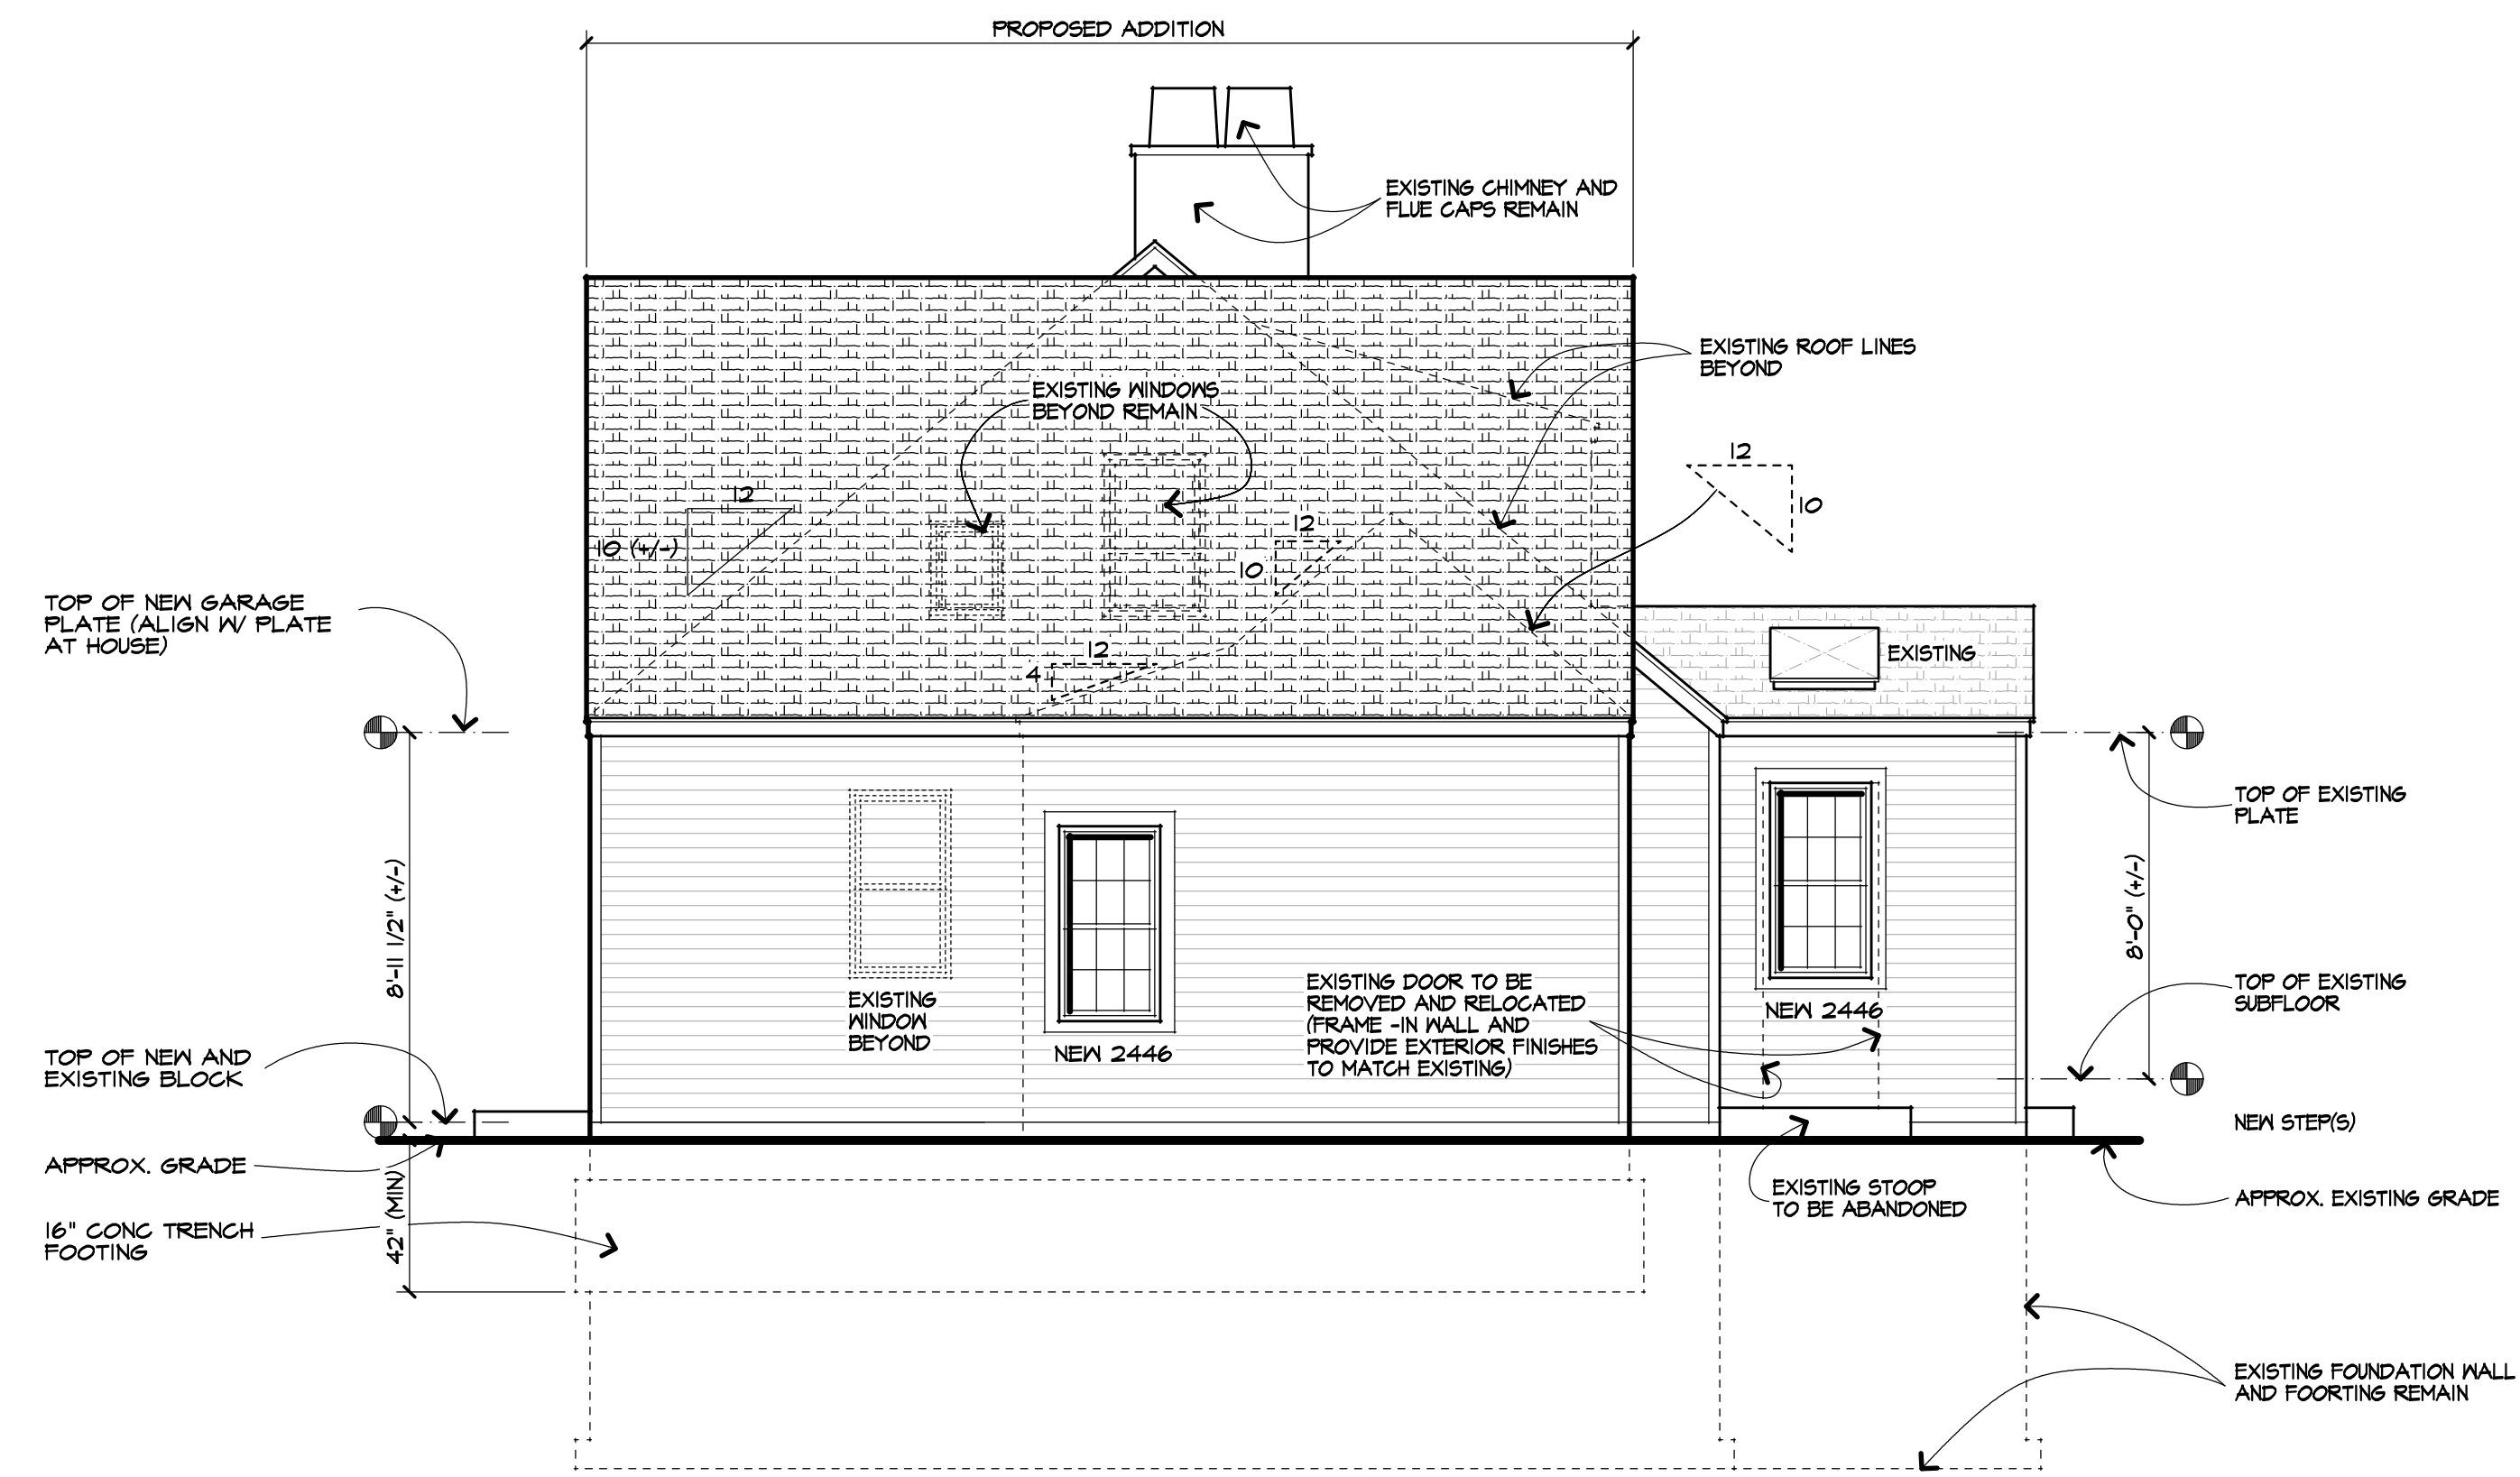 PROPOSED ADDITION
EXISTING CHIMNEY AND
FLUE CAPS REMAIN
EXISTING ROOF LINES
BEYOND
EXISTING WINDOWS
BEYOND REMAIN
12
10
12
10 (+/-)
12
10
12
4
TOP OF NEW GARAGE
PLATE (ALIGN W/ PLATE
AT HOUSE)
EXISTING
TOP OF EXISTING
PLATE
8'-11 1/2" (+/-)
8'-0" (+/-)
EXISTING
WINDOW
BEYOND
NEW 2446
EXISTING DOOR TO BE
REMOVED AND RELOCATED
(FRAME -IN WALL AND
PROVIDE EXTERIOR FINISHES
TO MATCH EXISTING)
NEW 2446
TOP OF EXISTING
SUBFLOOR
TOP OF NEW AND
EXISTING BLOCK
NEW STEP(S)
APPROX. GRADE
42" (MIN)
EXISTING STOOP
TO BE ABANDONED
APPROX. EXISTING GRADE
16" CONC TRENCH
FOOTING
EXISTING FOUNDATION WALL
AND FOORTING REMAIN